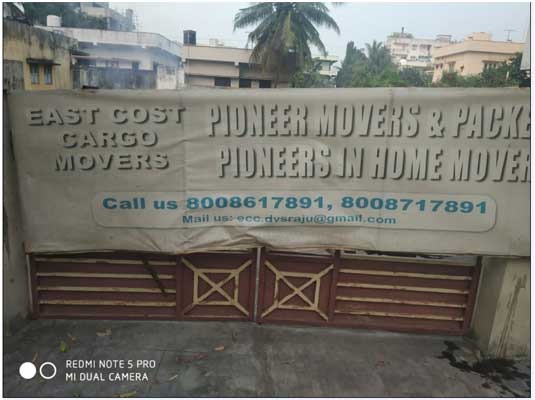 EAST COST
CARGO
MOVERS
PIONEER MOVERS & PACKE
PIONEERS IN HOME MOVER
Call us 8008617891, 8008717891
Mail us: ecc.dvsraju@gmail.com
REDMI NOTE 5 PRO
MI DUAL CAMERA